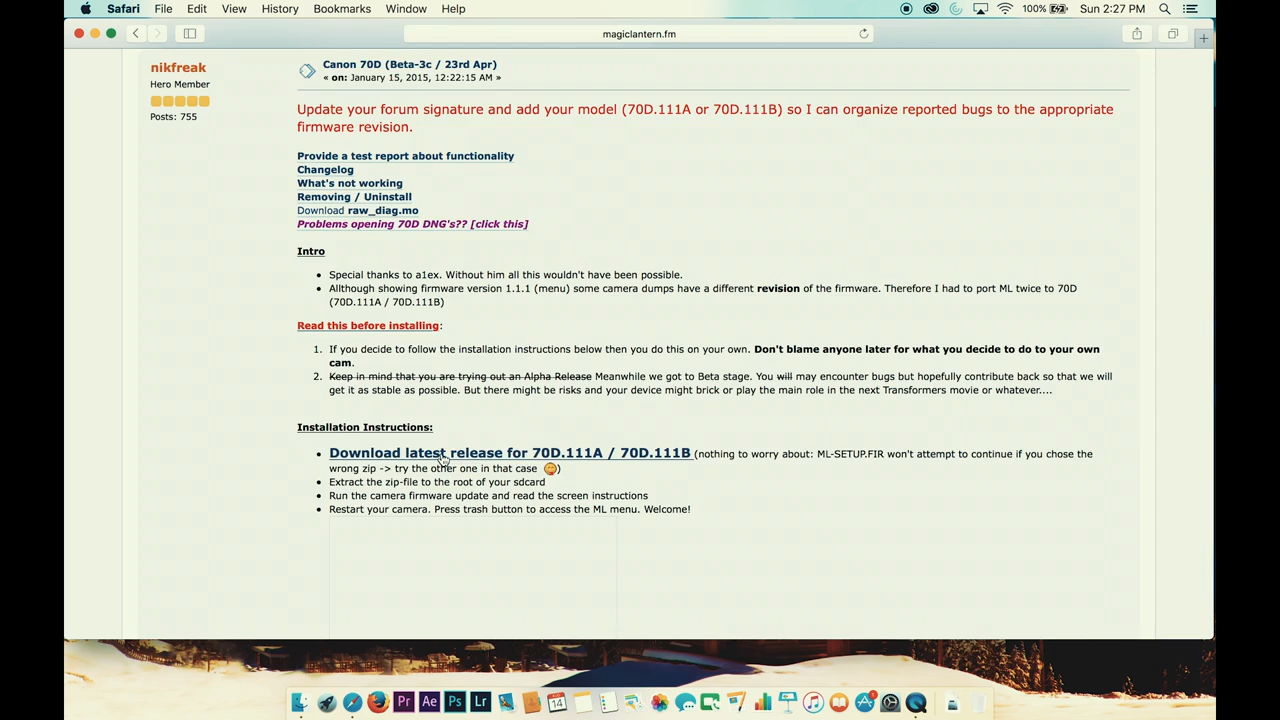 Safari File Edit View History Bookmarks Window Help 100% Sun 2:27 PM
magiclantern.fm
nikfreak
Hero Member
Posts: 755
Canon 70D (Beta-3c / 23rd Apr)
« on: January 15, 2015, 12:22:15 AM »
Update your forum signature and add your model (70D.111A or 70D.111B) so I can organize reported bugs to the appropriate
firmware revision.
Provide a test report about functionality
Changelog
What's not working
Removing / Uninstall
Download raw_diag.mo
Problems opening 70D DNG's?? [click this]
Intro
• Special thanks to a1ex. Without him all this wouldn't have been possible.
• Allthough showing firmware version 1.1.1 (menu) some camera dumps have a different revision of the firmware. Therefore I had to port ML twice to 70D
(70D.111A / 70D.111B)
Read this before installing:
1. If you decide to follow the installation instructions below then you do this on your own. Don't blame anyone later for what you decide to do to your own
cam.
2. Keep in mind that you are trying out an Alpha Release Meanwhile we got to Beta stage. You will may encounter bugs but hopefully contribute back so that we will
get it as stable as possible. But there might be risks and your device might brick or play the main role in the next Transformers movie or whatever....
Installation Instructions:
• Download latest release for 70D.111A / 70D.111B (nothing to worry about: ML-SETUP.FIR won't attempt to continue if you chose the
wrong zip -> try the other one in that case )
• Extract the zip-file to the root of your sdcard
• Run the camera firmware update and read the screen instructions
• Restart your camera. Press trash button to access the ML menu. Welcome!
Pr Ae Ps Lr 14 1